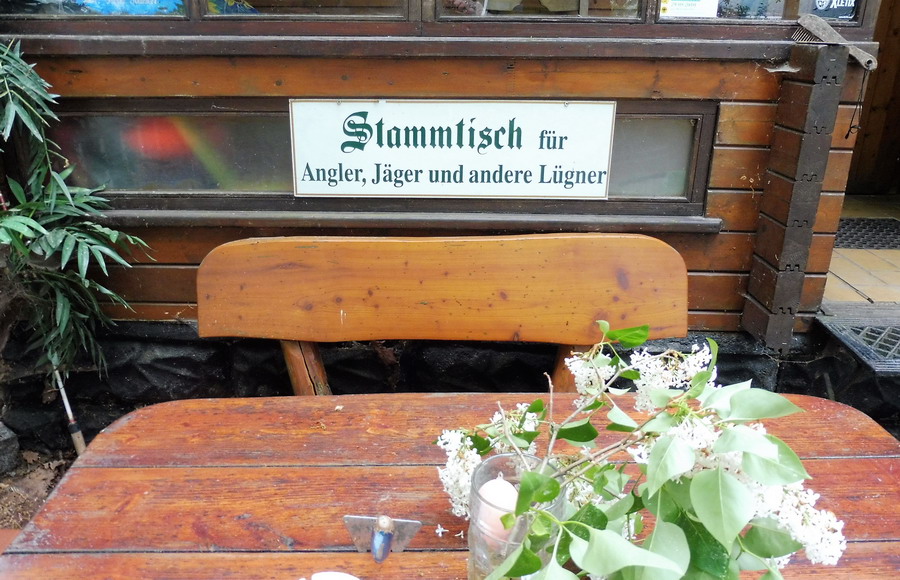 Stammtisch für
Angler, Jäger und andere Lügner